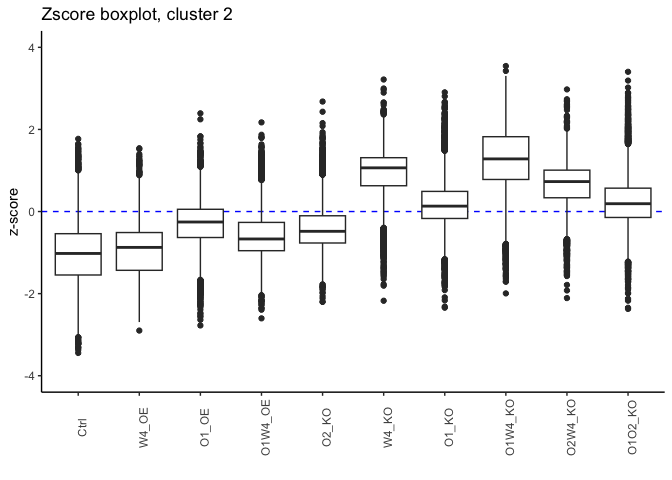 Zscore boxplot, cluster 2
z-score
4
2
0
-2
-4
Ctrl
W4_OE
O1_OE
O1W4_OE
O2_KO
W4_KO
O1_KO
O1W4_KO
O2W4_KO
O1O2_KO